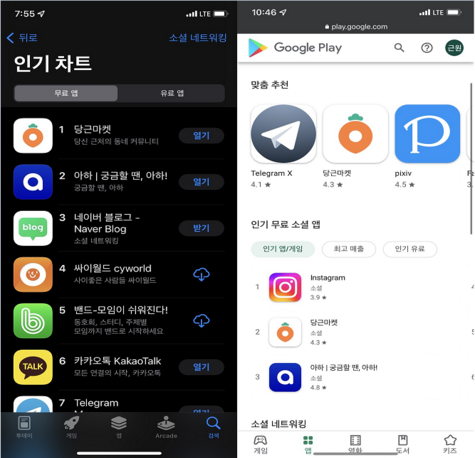 7:55
LTE
뒤로
소셜 네트워킹
인기 차트
무료 앱
유료 앱
1 당근마켓
당신 근처의 동네 커뮤니티
열기
2 아하 | 궁금할 땐, 아하!
궁금할 땐, 아하
열기
blog
3 네이버 블로그 -
Naver Blog
소셜 네트워킹
받기
4 싸이월드 cyworld
사이좋은 사람들 싸이월드
5 밴드-모임이 쉬워진다!
동호회, 스터디, 주제별
모임까지 밴드로 시작하세요
TALK
6 카카오톡 KakaoTalk
모든 연결의 시작, 카카오톡
열기
7 Telegram
투데이
게임
앱
Arcade
검색
10:46
LTE
play.google.com
Google Play
근원
맞춤 추천
Telegram X
4.1 ★
당근마켓
4.3 ★
pixiv
4.5 ★
인기 무료 소셜 앱
인기 앱/게임
최고 매출
인기 유료
1 Instagram
소셜
3.9 ★
2 당근마켓
소셜
4.3 ★
3 아하 | 궁금할 땐, 아하!
소셜
4.8 ★
소셜 네트워킹
게임
앱
영화
도서
키즈